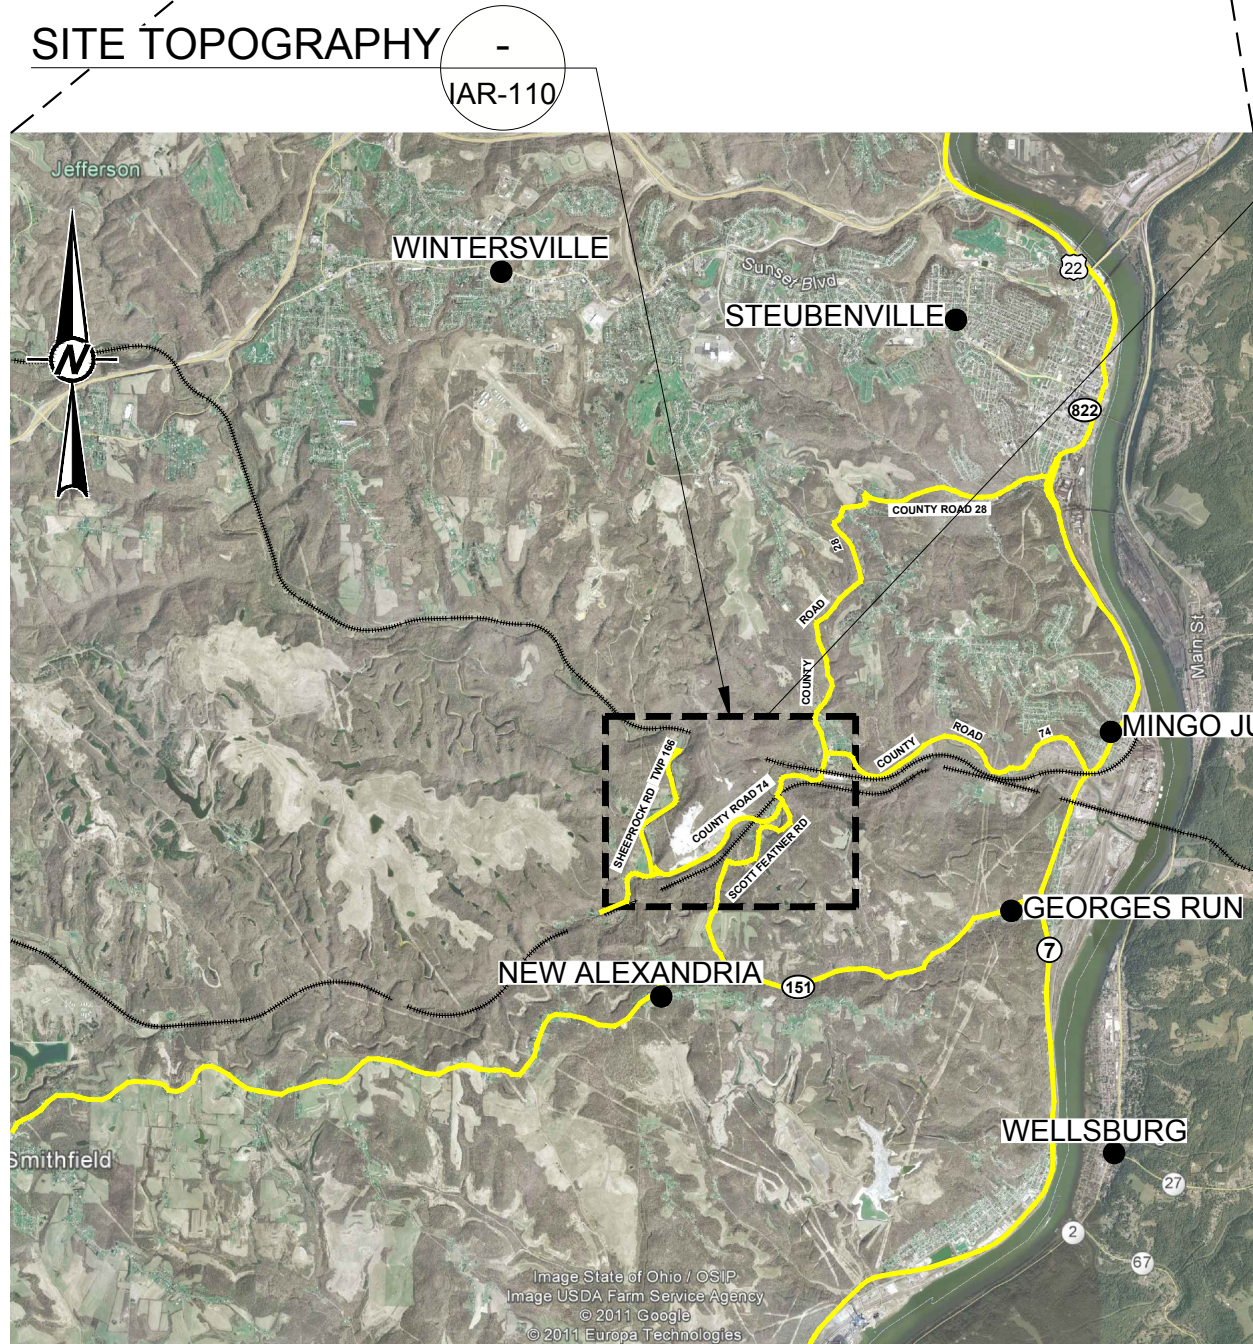 SITE TOPOGRAPHY
-
IAR-110
Jefferson
N
WINTERSVILLE
Sunset Blvd
22
STEUBENVILLE
822
COUNTY ROAD 28
28
ROAD
COUNTY
Main St
MINGO JU
COUNTY
ROAD
74
SHEEPROCK RD TWP 166
COUNTY ROAD 74
SCOTT FEATNER RD
GEORGES RUN
7
NEW ALEXANDRIA
151
WELLSBURG
Smithfield
27
2
67
Image State of Ohio / OSIP
Image USDA Farm Service Agency
© 2011 Google
© 2011 Europa Technologies